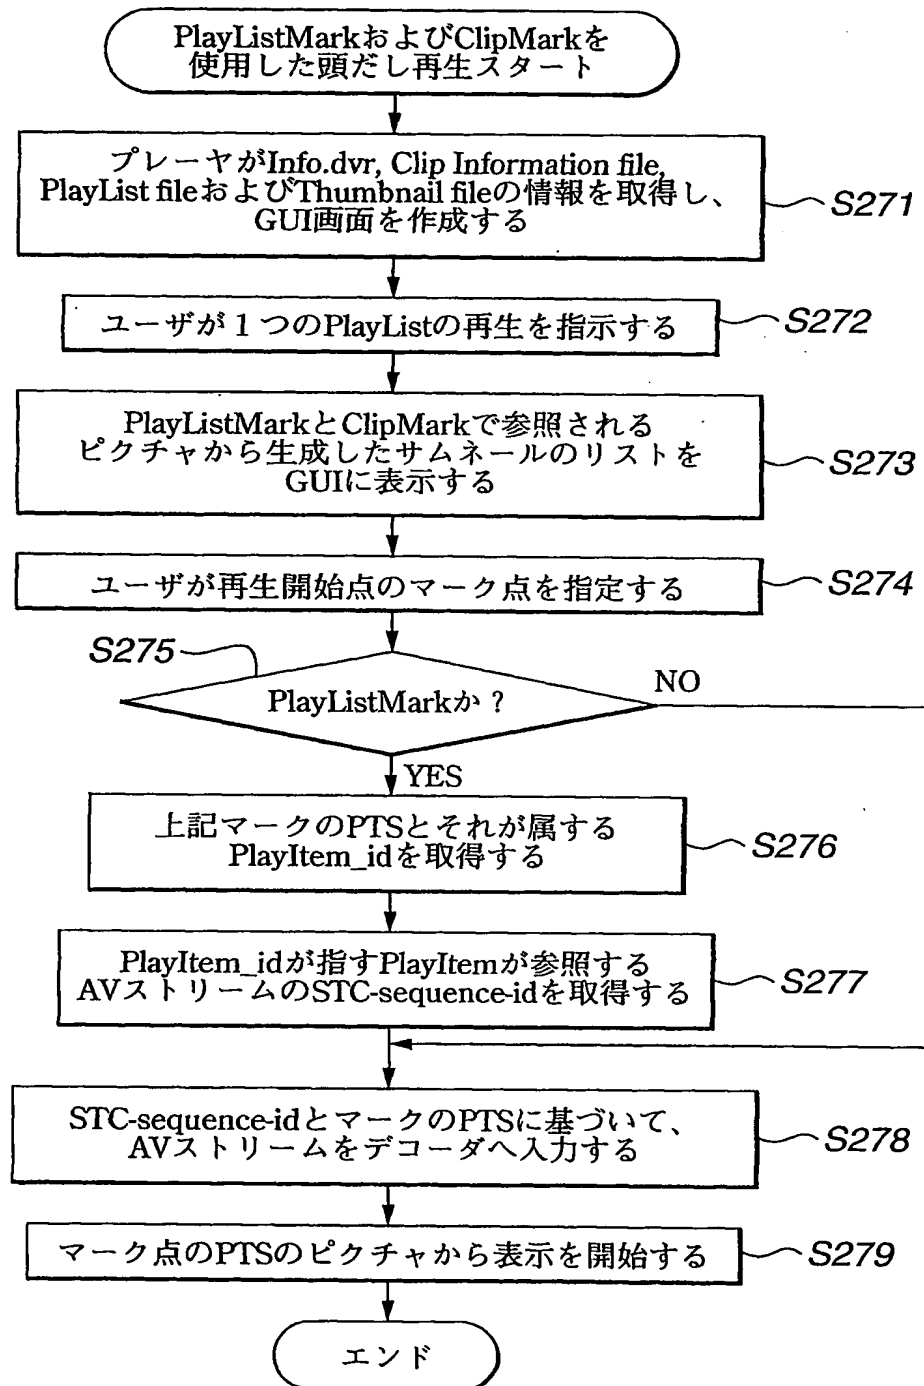 PlayListMarkおよびClipMarkを
使用した頭だし再生スタート
プレーヤがInfo.dvr, Clip Information file,
PlayList fileおよびThumbnail fileの情報を取得し、
GUI画面を作成する
S271
ユーザが1つのPlayListの再生を指示する
S272
PlayListMarkとClipMarkで参照される
ピクチャから生成したサムネールのリストを
GUIに表示する
S273
ユーザが再生開始点のマーク点を指定する
S274
S275
PlayListMarkか?
NO
YES
上記マークのPTSとそれが属する
PlayItem_idを取得する
S276
PlayItem_idが指すPlayItemが参照する
AVストリームのSTC-sequence-idを取得する
S277
STC-sequence-idとマークのPTSに基づいて、
AVストリームをデコーダへ入力する
S278
マーク点のPTSのピクチャから表示を開始する
S279
エンド